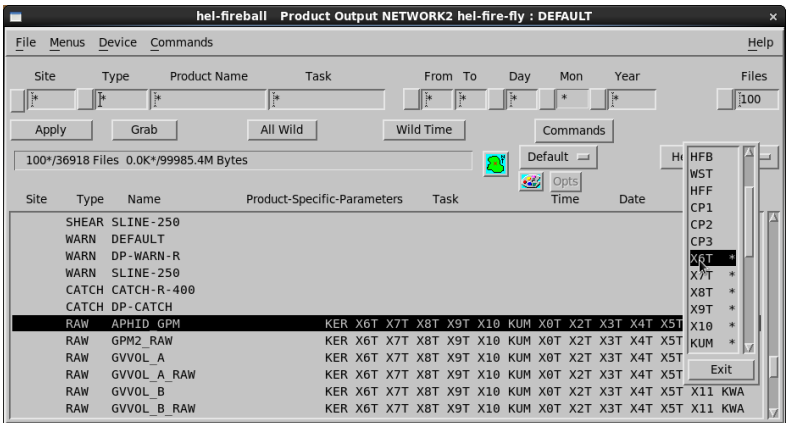 hel-fireball Product Output NETWORK2 hel-fire-fly : DEFAULT ×
File Menus Device Commands Help
Site Type Product Name Task From To Day Mon Year Files
* * * * * * * * * 100
Apply Grab All Wild Wild Time Commands
100*/36918 Files 0.0K*/99985.4M Bytes
Default
Opts
Site Type Name Product-Specific-Parameters Task Time Date
SHEAR SLINE-250
WARN DEFAULT
WARN DP-WARN-R
WARN SLINE-250
CATCH CATCH-R-400
CATCH DP-CATCH
RAW APHID_GPM KER X6T X7T X8T X9T X10 KUM X0T X2T X3T X4T X5T
RAW GPM2_RAW KER X6T X7T X8T X9T X10 KUM X0T X2T X3T X4T X5T
RAW GVVOL_A KER X6T X7T X8T X9T X10 KUM X0T X2T X3T X4T X5T
RAW GVVOL_A_RAW KER X6T X7T X8T X9T X10 KUM X0T X2T X3T X4T X5T
RAW GVVOL_B KER X6T X7T X8T X9T X10 KUM X0T X2T X3T X4T X5T X11 KWA
RAW GVVOL_B_RAW KER X6T X7T X8T X9T X10 KUM X0T X2T X3T X4T X5T X11 KWA
HFB
WST
HFF
CP1
CP2
CP3
X6T *
X7T *
X8T *
X9T *
X10 *
KUM *
Exit